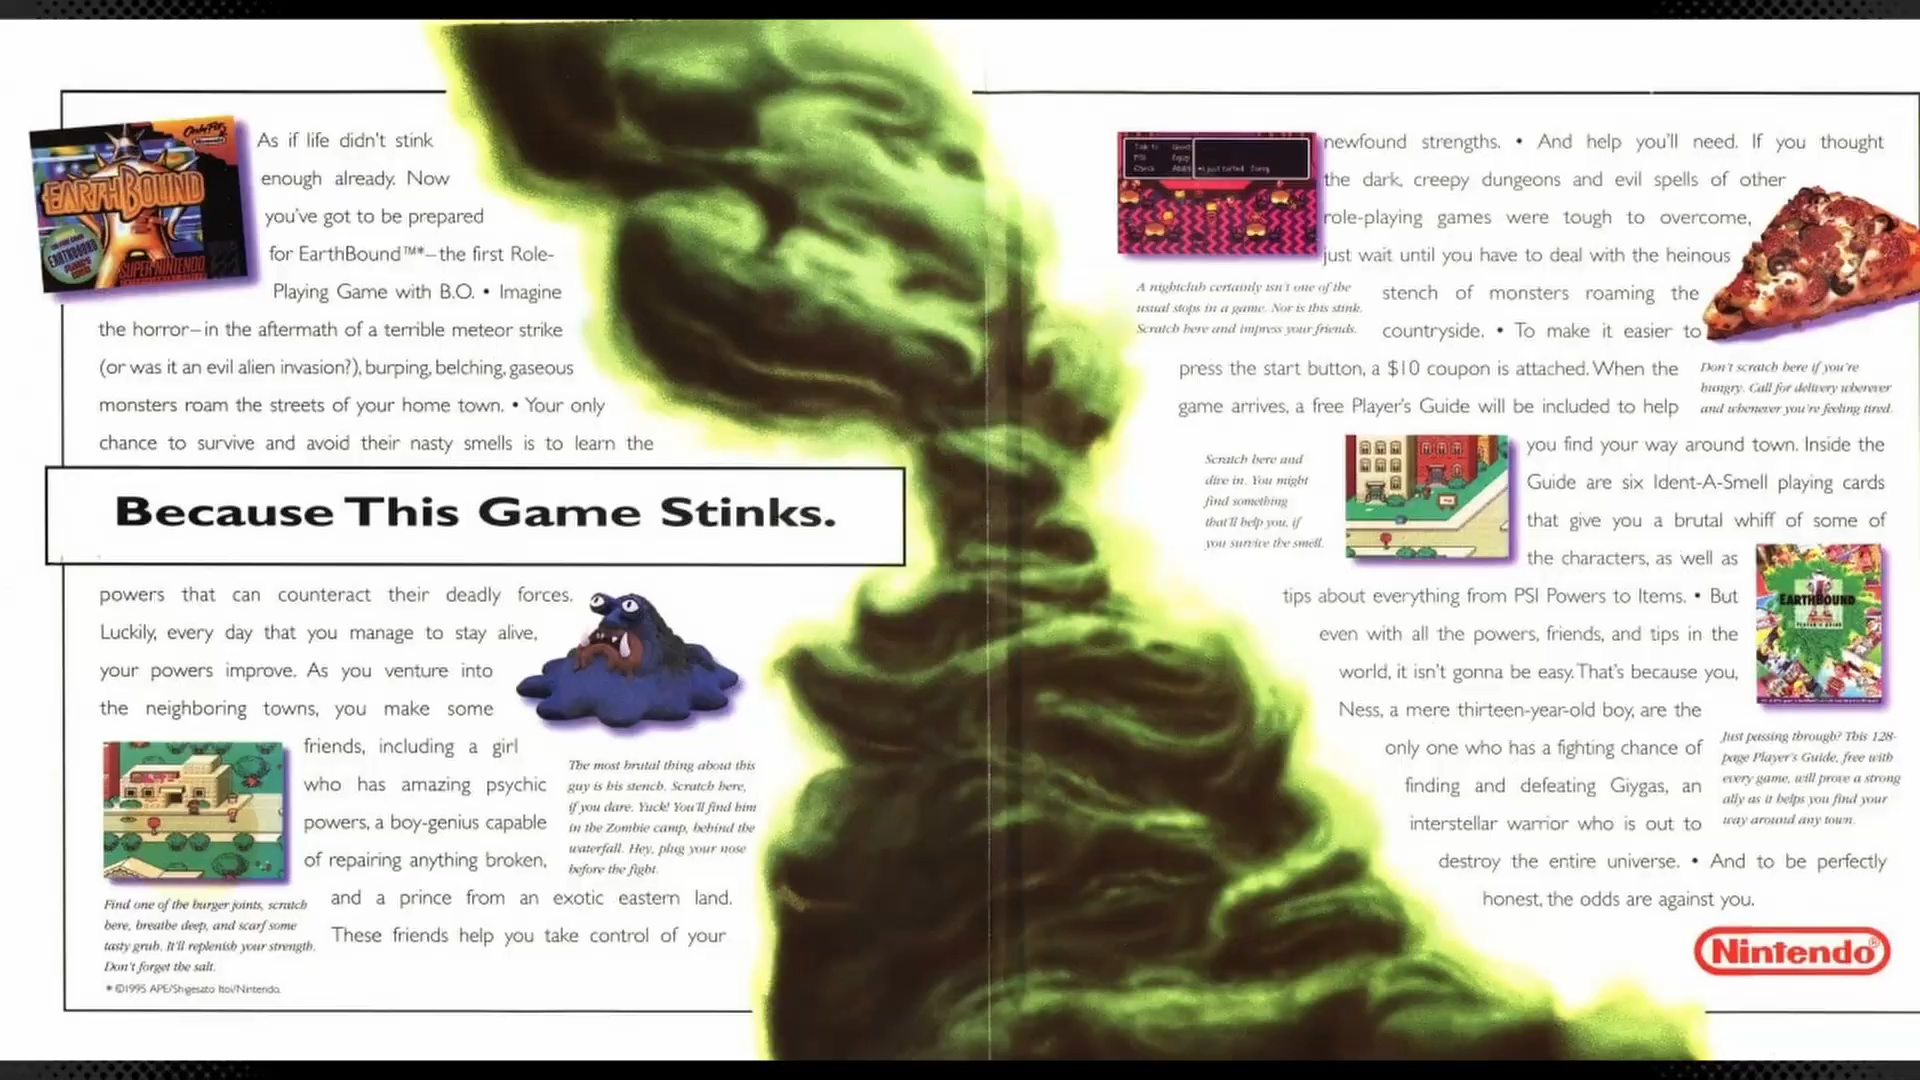 As if life didn't stink
enough already. Now
you've got to be prepared
for EarthBound™*–the first Role-
Playing Game with B.O. • Imagine
the horror–in the aftermath of a terrible meteor strike
(or was it an evil alien invasion?), burping, belching, gaseous
monsters roam the streets of your home town. • Your only
chance to survive and avoid their nasty smells is to learn the
EARTHBOUND
SUPER NINTENDO
Because This Game Stinks.
powers that can counteract their deadly forces.
Luckily, every day that you manage to stay alive,
your powers improve. As you venture into
the neighboring towns, you make some
friends, including a girl
who has amazing psychic
powers, a boy-genius capable
of repairing anything broken,
and a prince from an exotic eastern land.
These friends help you take control of your
The most brutal thing about this
guy is his stench. Scratch here,
if you dare. Yuck! You'll find him
in the Zombie camp, behind the
waterfall. Hey, plug your nose
before the fight.
Find one of the burger joints, scratch
here, breathe deep, and scarf some
tasty grub. It'll replenish your strength.
Don't forget the salt.
* ©1995 APE/Shigesato Itoi/Nintendo.
newfound strengths. • And help you'll need. If you thought
the dark, creepy dungeons and evil spells of other
role-playing games were tough to overcome,
just wait until you have to deal with the heinous
stench of monsters roaming the
countryside. • To make it easier to
press the start button, a $10 coupon is attached. When the
game arrives, a free Player's Guide will be included to help
you find your way around town. Inside the
Guide are six Ident-A-Smell playing cards
that give you a brutal whiff of some of
the characters, as well as
tips about everything from PSI Powers to Items. • But
even with all the powers, friends, and tips in the
world, it isn't gonna be easy. That's because you,
Ness, a mere thirteen-year-old boy, are the
only one who has a fighting chance of
finding and defeating Giygas, an
interstellar warrior who is out to
destroy the entire universe. • And to be perfectly
honest, the odds are against you.
A nightclub certainly isn't one of the
usual stops in a game. Nor is this stink.
Scratch here and impress your friends.
Don't scratch here if you're
hungry. Call for delivery wherever
and whenever you're feeling tired.
Scratch here and
dive in. You might
find something
that'll help you, if
you survive the smell.
EARTHBOUND
Just passing through? This 128-
page Player's Guide, free with
every game, will prove a strong
ally as it helps you find your
way around any town.
Nintendo®